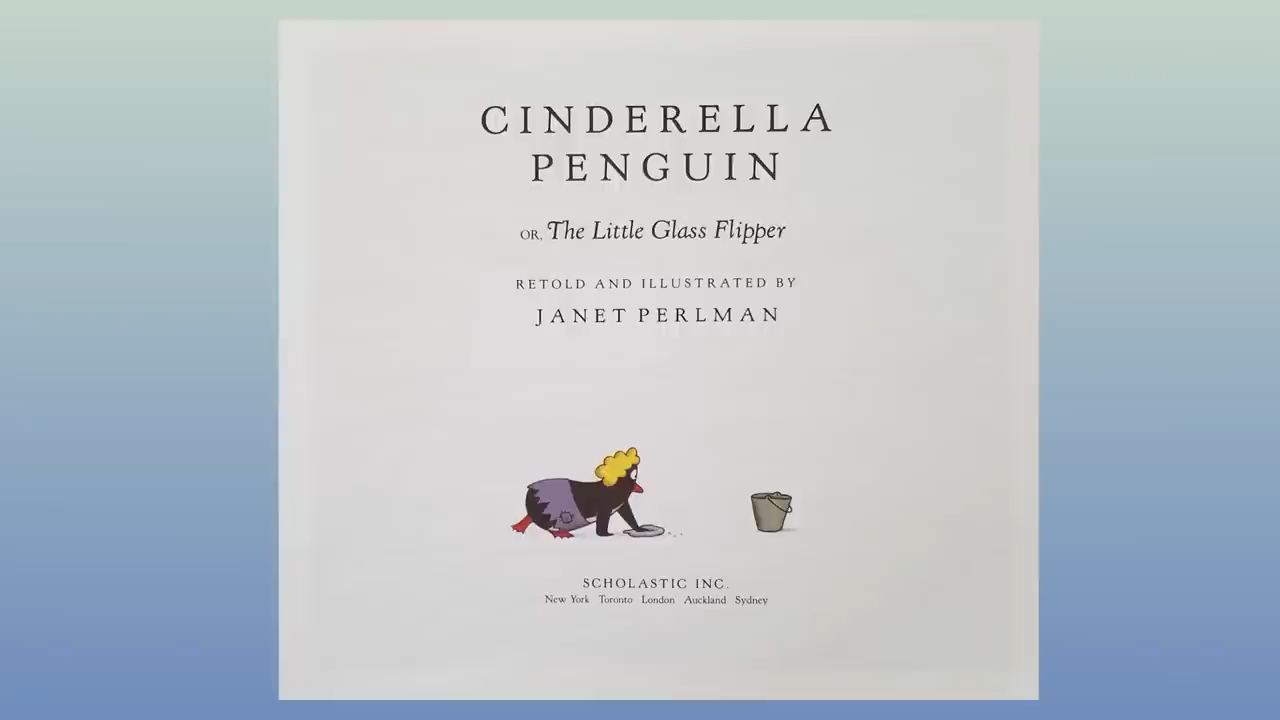 CINDERELLA
PENGUIN
OR, The Little Glass Flipper
RETOLD AND ILLUSTRATED BY
JANET PERLMAN
SCHOLASTIC INC.
New York Toronto London Auckland Sydney